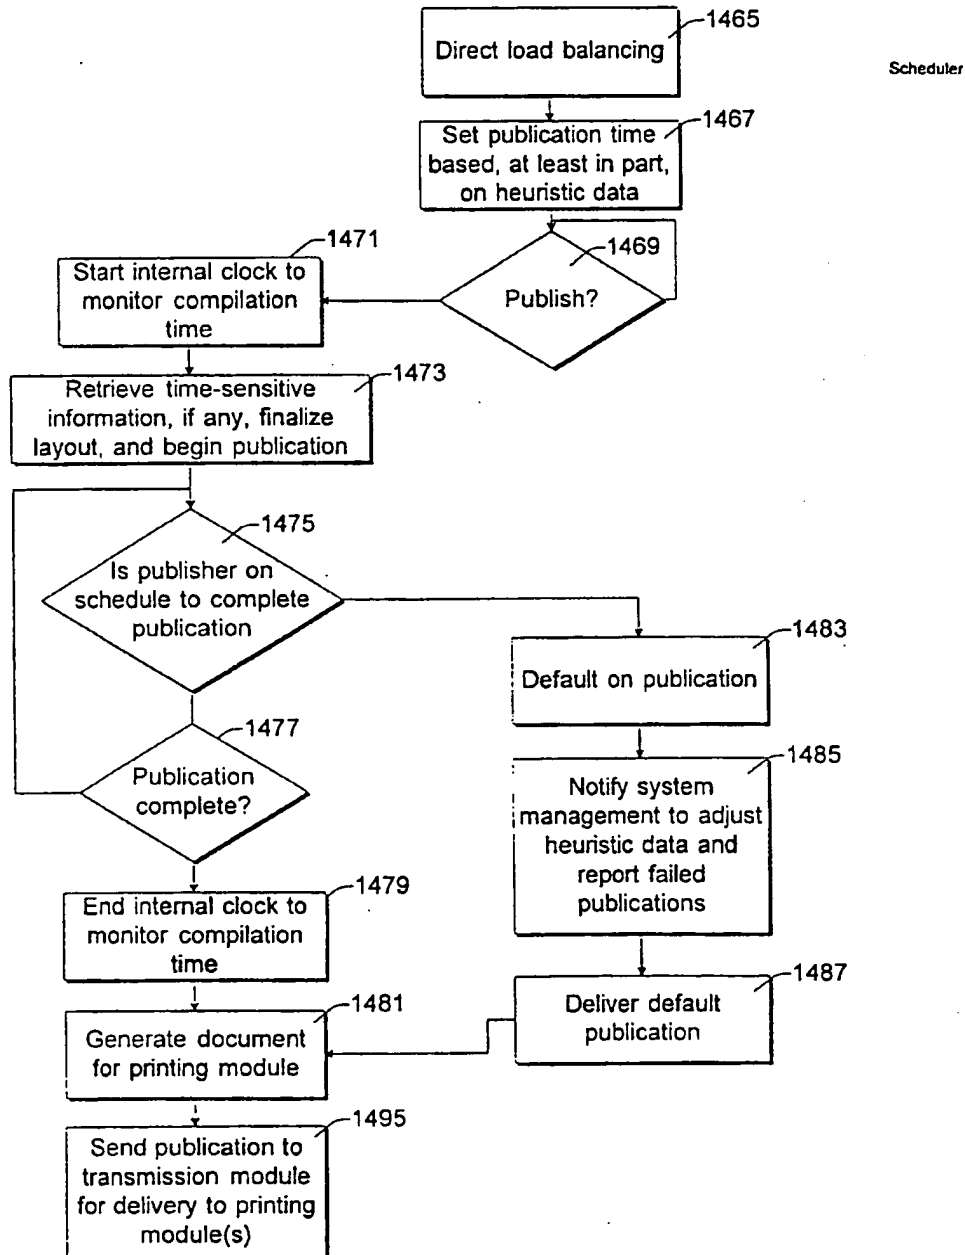 1465
Direct load balancing
Scheduler
1467
Set publication time
based, at least in part,
on heuristic data
1469
Publish?
1471
Start internal clock to
monitor compilation
time
1473
Retrieve time-sensitive
information, if any, finalize
layout, and begin publication
1475
Is publisher on
schedule to complete
publication
1477
Publication
complete?
1479
End internal clock to
monitor compilation
time
1481
Generate document
for printing module
1483
Default on publication
1485
Notify system
management to adjust
heuristic data and
report failed
publications
1487
Deliver default
publication
1495
Send publication to
transmission module
for delivery to printing
module(s)